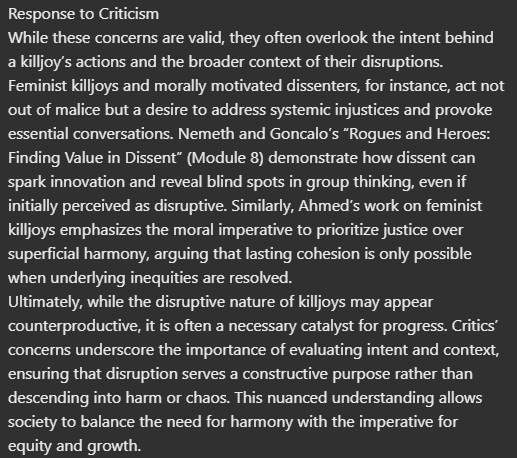 Response to Criticism
While these concerns are valid, they often overlook the intent behind
a killjoy’s actions and the broader context of their disruptions.
Feminist killjoys and morally motivated dissenters, for instance, act not
out of malice but a desire to address systemic injustices and provoke
essential conversations. Nemeth and Goncalo’s “Rogues and Heroes:
Finding Value in Dissent” (Module 8) demonstrate how dissent can
spark innovation and reveal blind spots in group thinking, even if
initially perceived as disruptive. Similarly, Ahmed’s work on feminist
killjoys emphasizes the moral imperative to prioritize justice over
superficial harmony, arguing that lasting cohesion is only possible
when underlying inequities are resolved.
Ultimately, while the disruptive nature of killjoys may appear
counterproductive, it is often a necessary catalyst for progress. Critics’
concerns underscore the importance of evaluating intent and context,
ensuring that disruption serves a constructive purpose rather than
descending into harm or chaos. This nuanced understanding allows
society to balance the need for harmony with the imperative for
equity and growth.